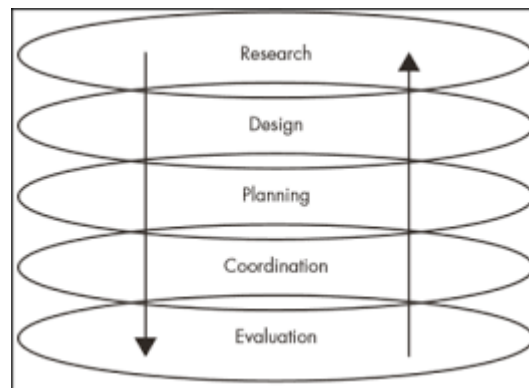 Research
Design
Planning
Coordination
Evaluation